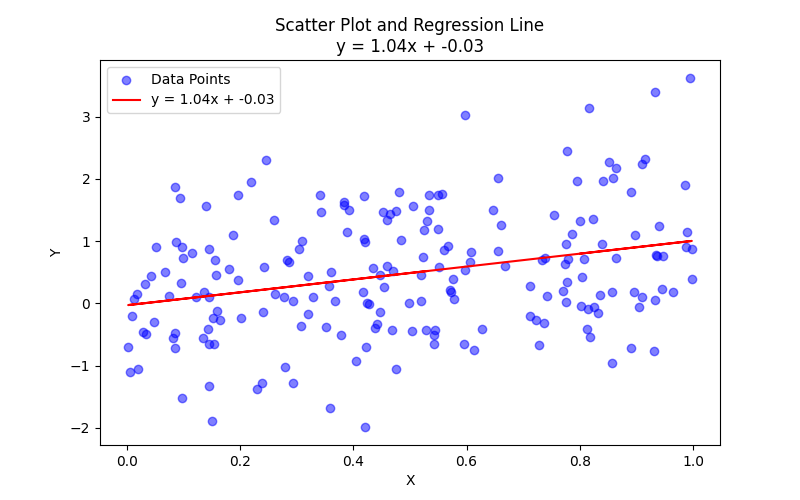 Scatter Plot and Regression Line
y = 1.04x + -0.03
Data Points
y = 1.04x + -0.03
Y
3
2
1
0
−1
−2
0.0 0.2 0.4 0.6 0.8 1.0
X